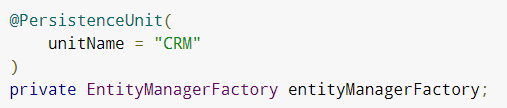 @PersistenceUnit(
    unitName = "CRM"
)
private EntityManagerFactory entityManagerFactory;